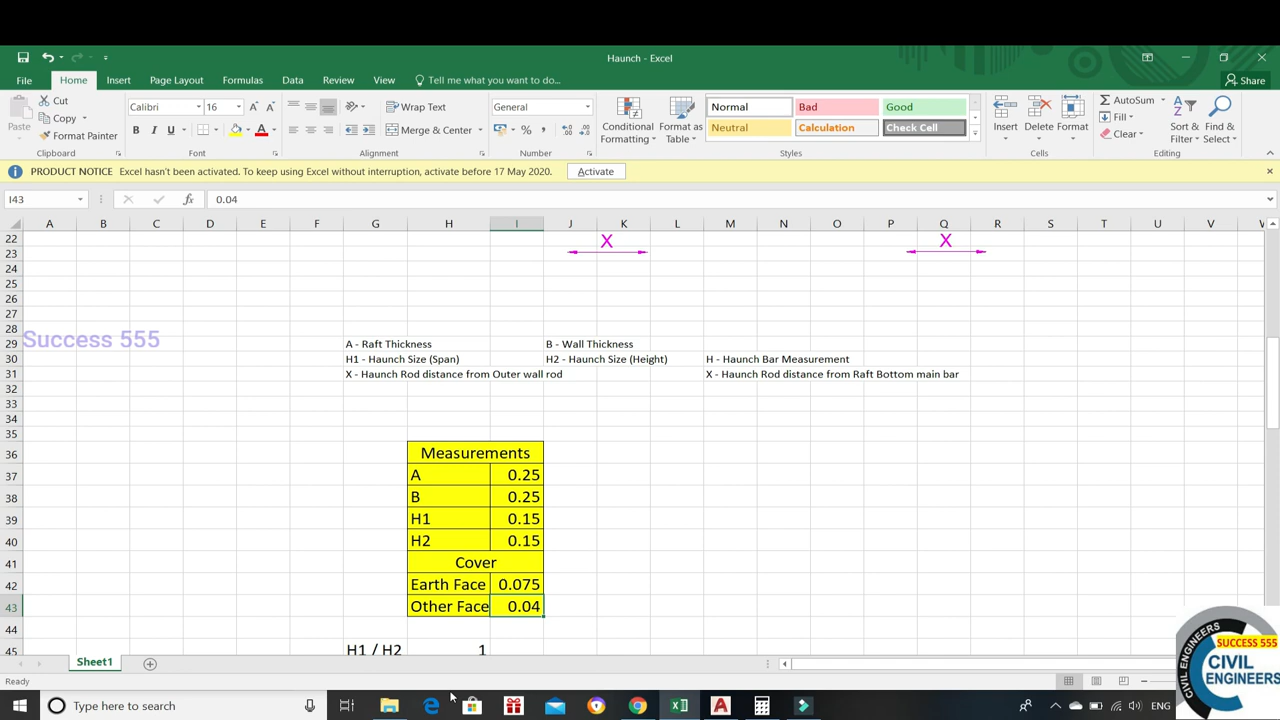 Haunch - Excel
File Home Insert Page Layout Formulas Data Review View Tell me what you want to do... Share
Paste Cut Copy Format Painter
Calibri 16
Wrap Text
Merge & Center
General
Conditional Formatting Format as Table
Normal Bad Good
Neutral Calculation Check Cell
Insert Delete Format
AutoSum Fill Clear
Sort & Filter Find & Select
Clipboard Font Alignment Number Styles Cells Editing
PRODUCT NOTICE Excel hasn't been activated. To keep using Excel without interruption, activate before 17 May 2020. Activate
I43 fx 0.04
A B C D E F G H I J K L M N O P Q R S T U V
22 X X
23
24
25
26
27
28
Success 555
29 A - Raft Thickness B - Wall Thickness
30 H1 - Haunch Size (Span) H2 - Haunch Size (Height) H - Haunch Bar Measurement
31 X - Haunch Rod distance from Outer wall rod X - Haunch Rod distance from Raft Bottom main bar
32
33
34
35
36 Measurements
37 A 0.25
38 B 0.25
39 H1 0.15
40 H2 0.15
41 Cover
42 Earth Face 0.075
43 Other Face 0.04
44
45 H1 / H2 1
Sheet1
Ready
Type here to search
ENG
CIVIL ENGINEERS
SUCCESS 555
CIVIL
ENGINEERS